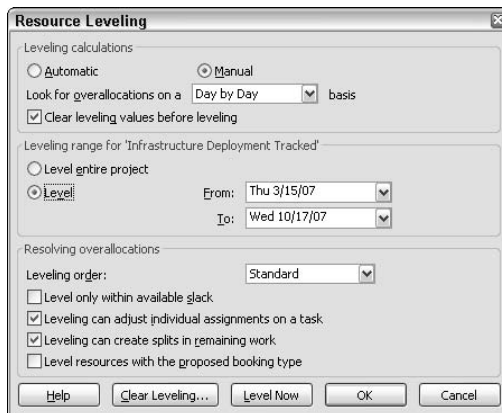 Resource Leveling
Leveling calculations
Automatic Manual
Look for overallocations on a Day by Day basis
Clear leveling values before leveling
Leveling range for 'Infrastructure Deployment Tracked'
Level entire project
Level From: Thu 3/15/07
To: Wed 10/17/07
Resolving overallocations
Leveling order: Standard
Level only within available slack
Leveling can adjust individual assignments on a task
Leveling can create splits in remaining work
Level resources with the proposed booking type
Help Clear Leveling... Level Now OK Cancel